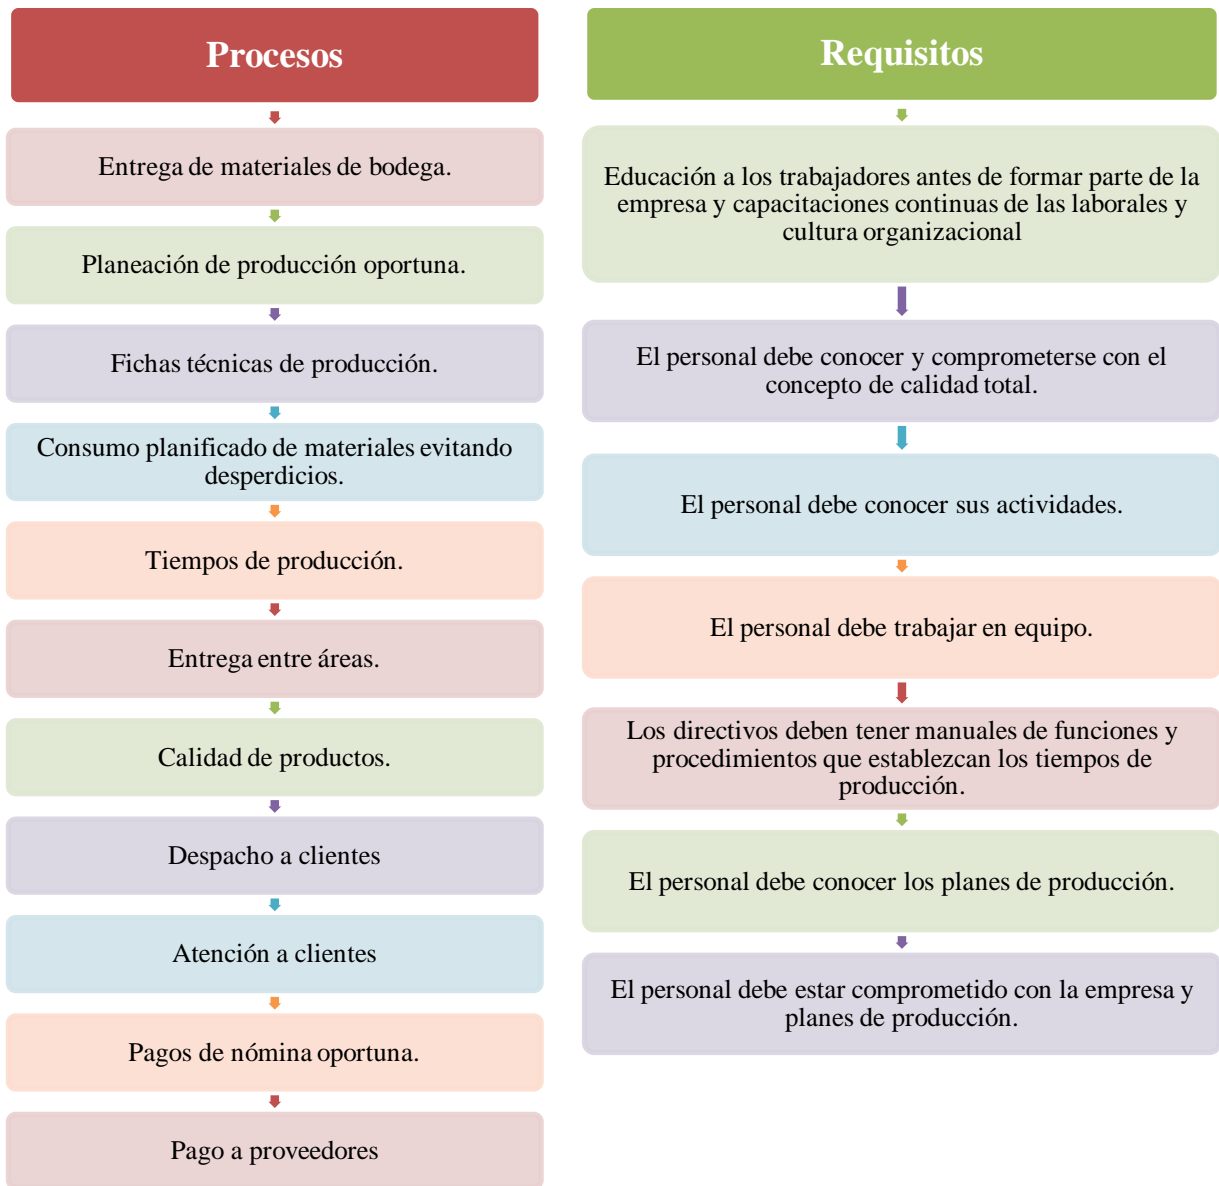 Procesos
Entrega de materiales de bodega.
Planeación de producción oportuna.
Fichas técnicas de producción.
Consumo planificado de materiales evitando
desperdicios.
Tiempos de producción.
Entrega entre áreas.
Calidad de productos.
Despacho a clientes
Atención a clientes
Pagos de nómina oportuna.
Pago a proveedores
Requisitos
Educación a los trabajadores antes de formar parte de la
empresa y capacitaciones continuas de las laborales y
cultura organizacional
El personal debe conocer y comprometerse con el
concepto de calidad total.
El personal debe conocer sus actividades.
El personal debe trabajar en equipo.
Los directivos deben tener manuales de funciones y
procedimientos que establezcan los tiempos de
producción.
El personal debe conocer los planes de producción.
El personal debe estar comprometido con la empresa y
planes de producción.